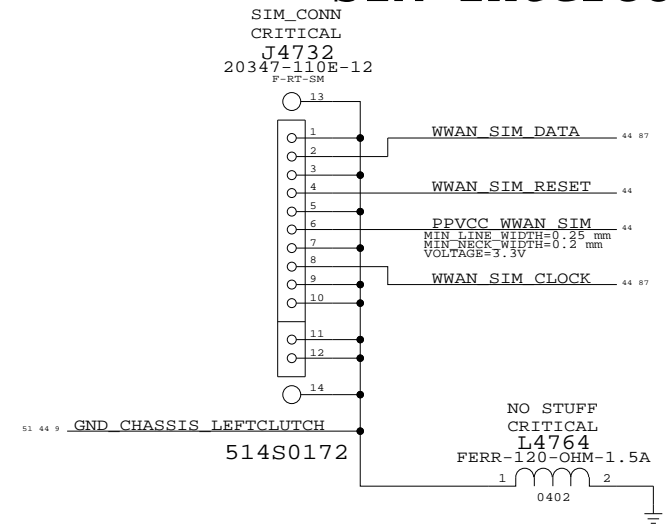 SIM_CONN
CRITICAL
J4732
20347-110E-12
F-RT-SM
13
1
WWAN_SIM_DATA 44 87
2
3
4
WWAN_SIM_RESET 44
5
6
PPVCC_WWAN_SIM 44
MIN_LINE_WIDTH=0.25 mm
MIN_NECK_WIDTH=0.2 mm
VOLTAGE=3.3V
7
8
WWAN_SIM_CLOCK 44 87
9
10
11
12
14
51 44 9 GND_CHASSIS_LEFTCLUTCH
514S0172
NO STUFF
CRITICAL
L4764
FERR-120-OHM-1.5A
1 2
0402